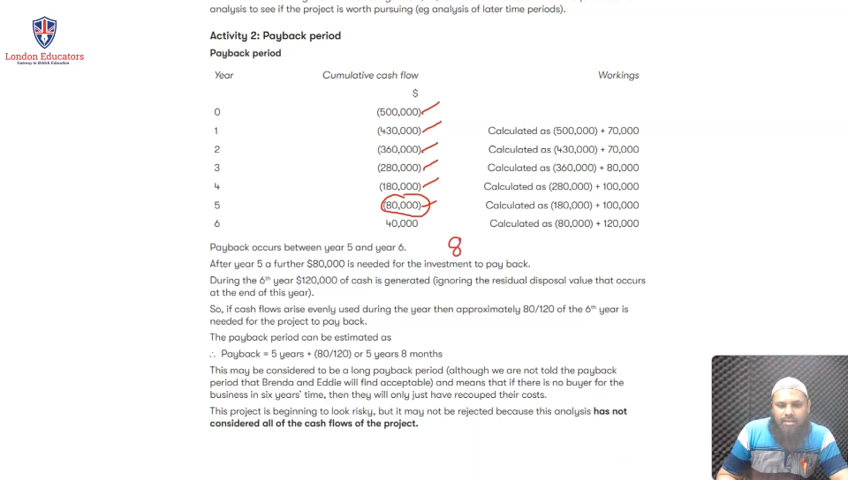 analysis to see if the project is worth pursuing (eg analysis of later time periods).
London Educators
Gateway to British Education
Activity 2: Payback period
Payback period
Year Cumulative cash flow Workings
$
0 (500,000)
1 (430,000) Calculated as (500,000) + 70,000
2 (360,000) Calculated as (430,000) + 70,000
3 (280,000) Calculated as (360,000) + 80,000
4 (180,000) Calculated as (280,000) + 100,000
5 (80,000) Calculated as (180,000) + 100,000
6 40,000 Calculated as (80,000) + 120,000
8
Payback occurs between year 5 and year 6.
After year 5 a further $80,000 is needed for the investment to pay back.
During the 6th year $120,000 of cash is generated (ignoring the residual disposal value that occurs
at the end of this year).
So, if cash flows arise evenly used during the year then approximately 80/120 of the 6th year is
needed for the project to pay back.
The payback period can be estimated as
∴ Payback = 5 years + (80/120) or 5 years 8 months
This may be considered to be a long payback period (although we are not told the payback
period that Brenda and Eddie will find acceptable) and means that if there is no buyer for the
business in six years' time, then they will only just have recouped their costs.
This project is beginning to look risky, but it may not be rejected because this analysis has not
considered all of the cash flows of the project.